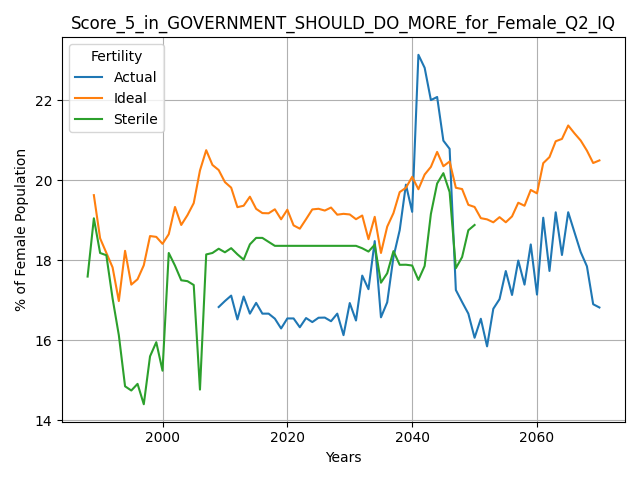 Score_5_in_GOVERNMENT_SHOULD_DO_MORE_for_Female_Q2_IQ
Fertility
Actual
Ideal
Sterile
% of Female Population
22
20
18
16
14
2000 2020 2040 2060
Years